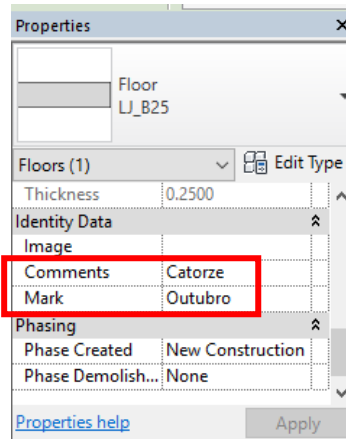 Properties
Floor
LJ_B25
Floors (1)
Edit Type
Thickness 0.2500
Identity Data
Image
Comments Catorze
Mark Outubro
Phasing
Phase Created New Construction
Phase Demolish... None
Properties help
Apply